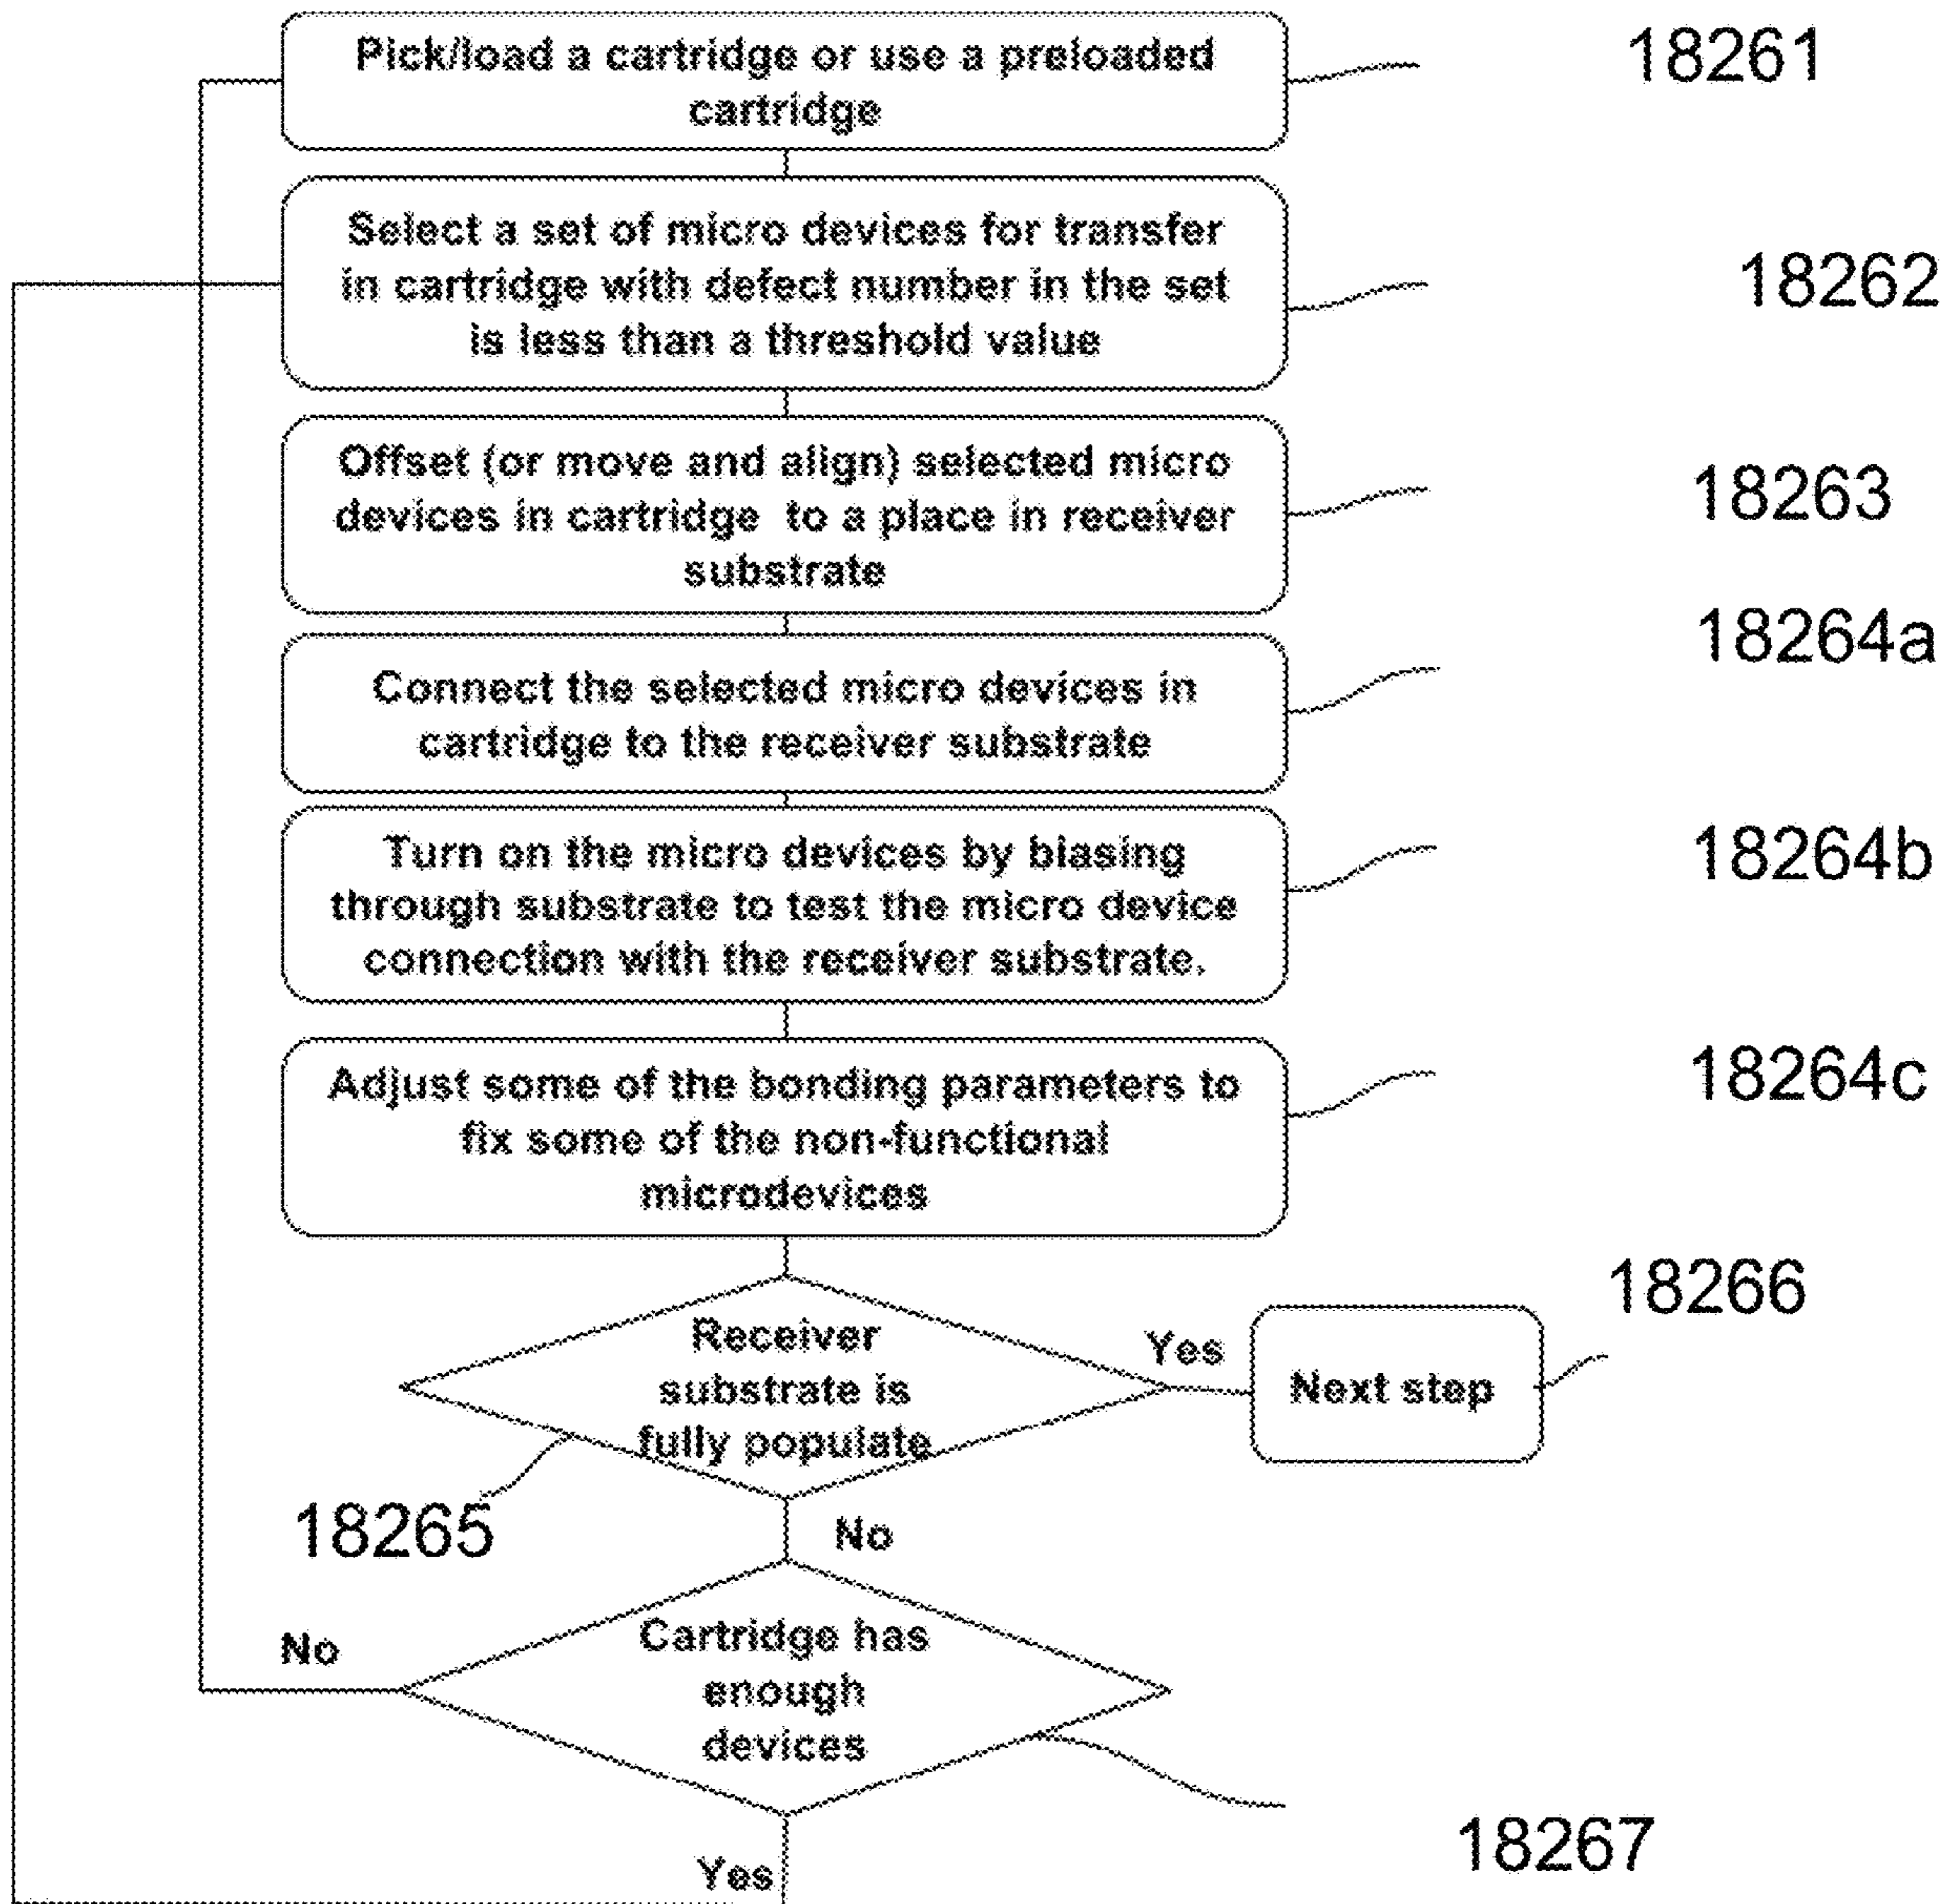 Pick/load a cartridge or use a preloaded
cartridge
18261
Select a set of micro devices for transfer
in cartridge with defect number in the set
is less than a threshold value
18262
Offset (or move and align) selected micro
devices in cartridge to a place in receiver
substrate
18263
18264a
Connect the selected micro devices in
cartridge to the receiver substrate
Turn on the micro devices by biasing
through substrate to test the micro device
connection with the receiver substrate.
18264b
Adjust some of the bonding parameters to
fix some of the non-functional
microdevices
18264c
18266
Receiver
substrate is
fully populate
Yes
Next step
18265
No
Cartridge has
enough
devices
No
Yes
18267